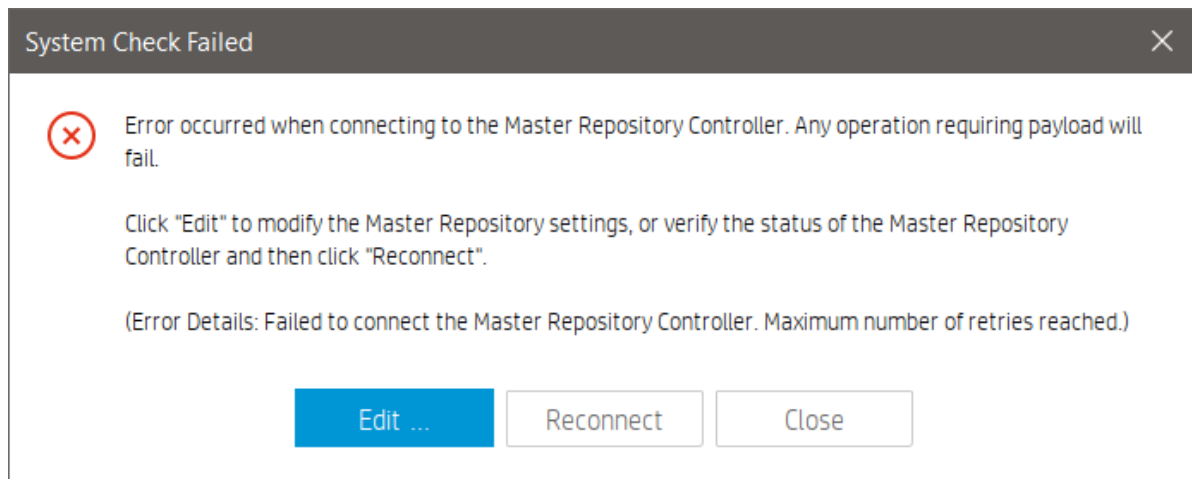 System Check Failed
Error occurred when connecting to the Master Repository Controller. Any operation requiring payload will
fail.
Click "Edit" to modify the Master Repository settings, or verify the status of the Master Repository
Controller and then click "Reconnect".
(Error Details: Failed to connect the Master Repository Controller. Maximum number of retries reached.)
Edit ...
Reconnect
Close